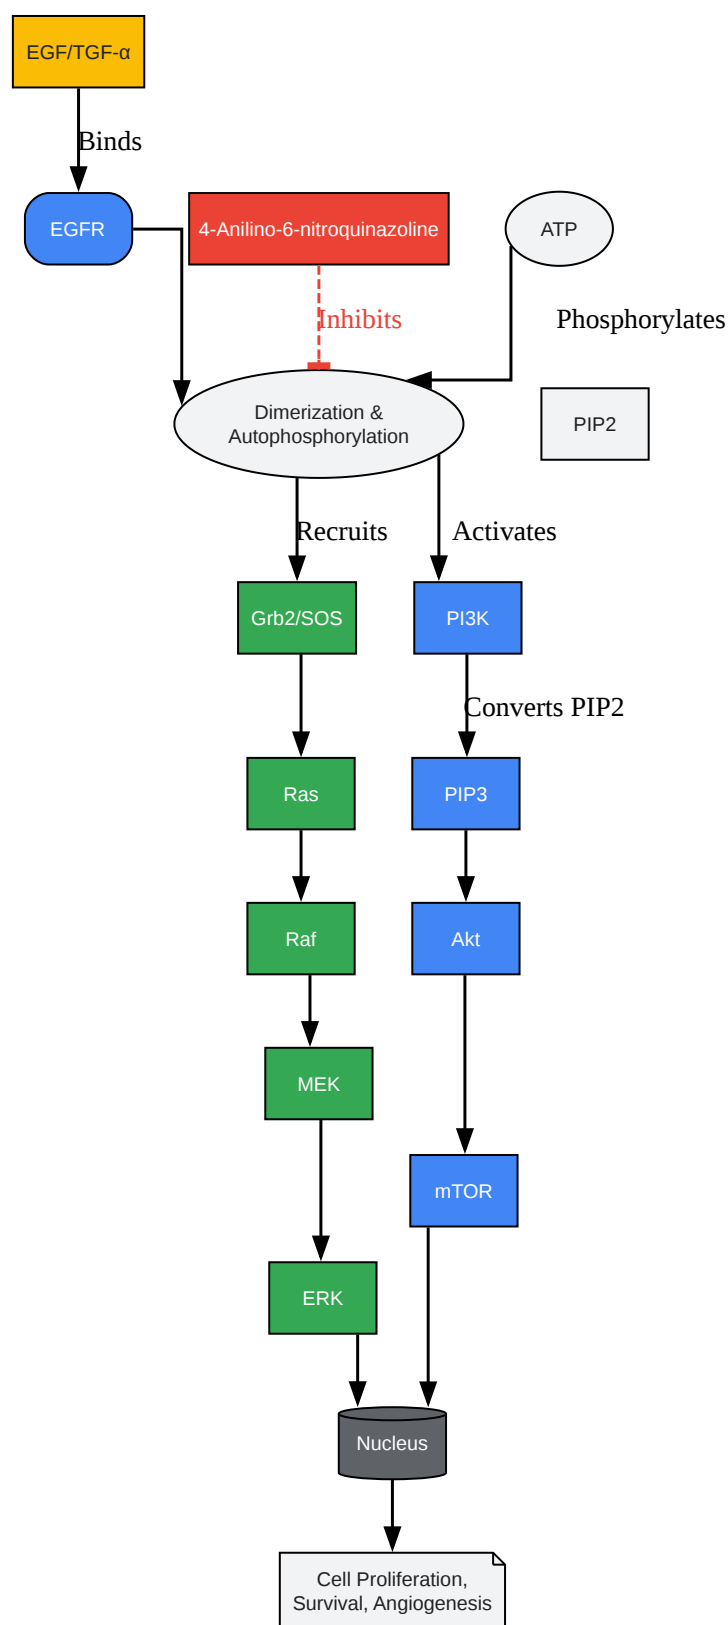 EGF/TGF-α
Binds
EGFR
4-Anilino-6-nitroquinazoline
ATP
Inhibits
Phosphorylates
Dimerization &
Autophosphorylation
PIP2
Recruits
Activates
Grb2/SOS
PI3K
Converts PIP2
Ras
PIP3
Raf
Akt
MEK
mTOR
ERK
Nucleus
Cell Proliferation,
Survival, Angiogenesis